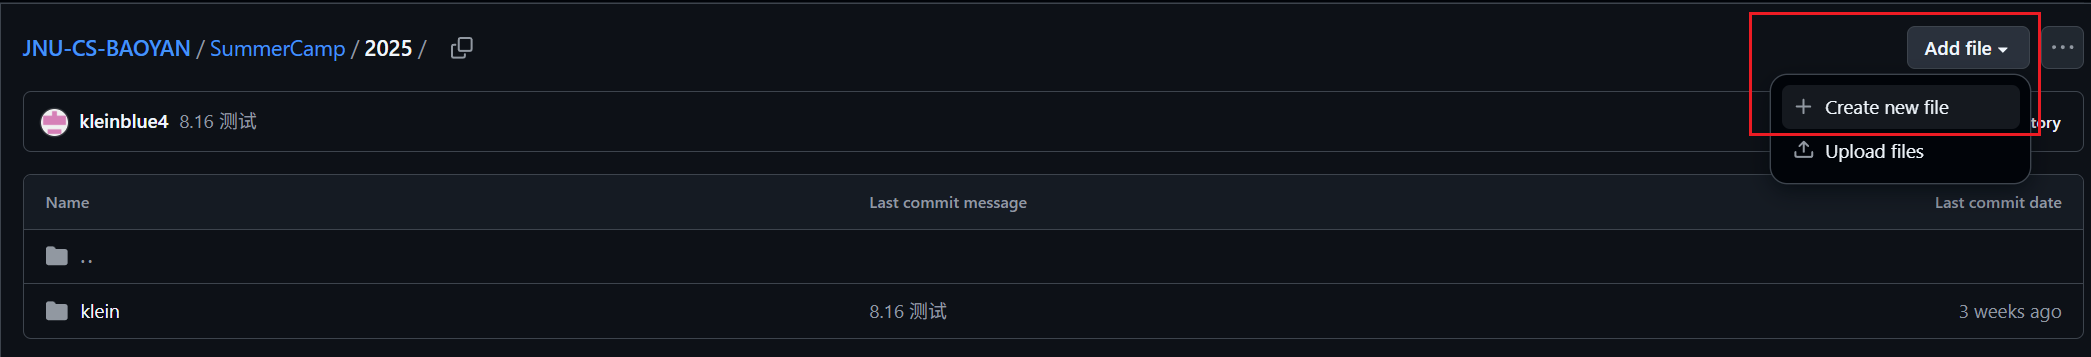 JNU-CS-BAOYAN / SummerCamp / 2025 /
Add file
kleinblue4 8.16 测试
Create new file
tory
Upload files
Name Last commit message Last commit date
..
klein 8.16 测试 3 weeks ago